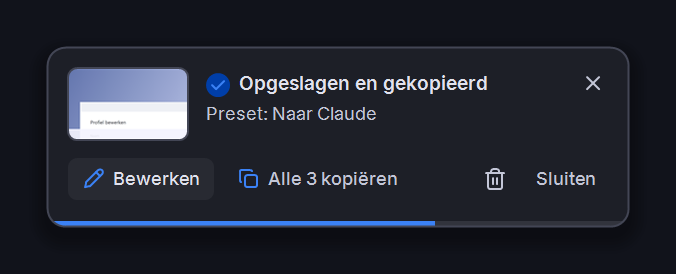 Profiel bewerken
Opgeslagen en gekopieerd
Preset: Naar Claude
Bewerken
Alle 3 kopiëren
Sluiten